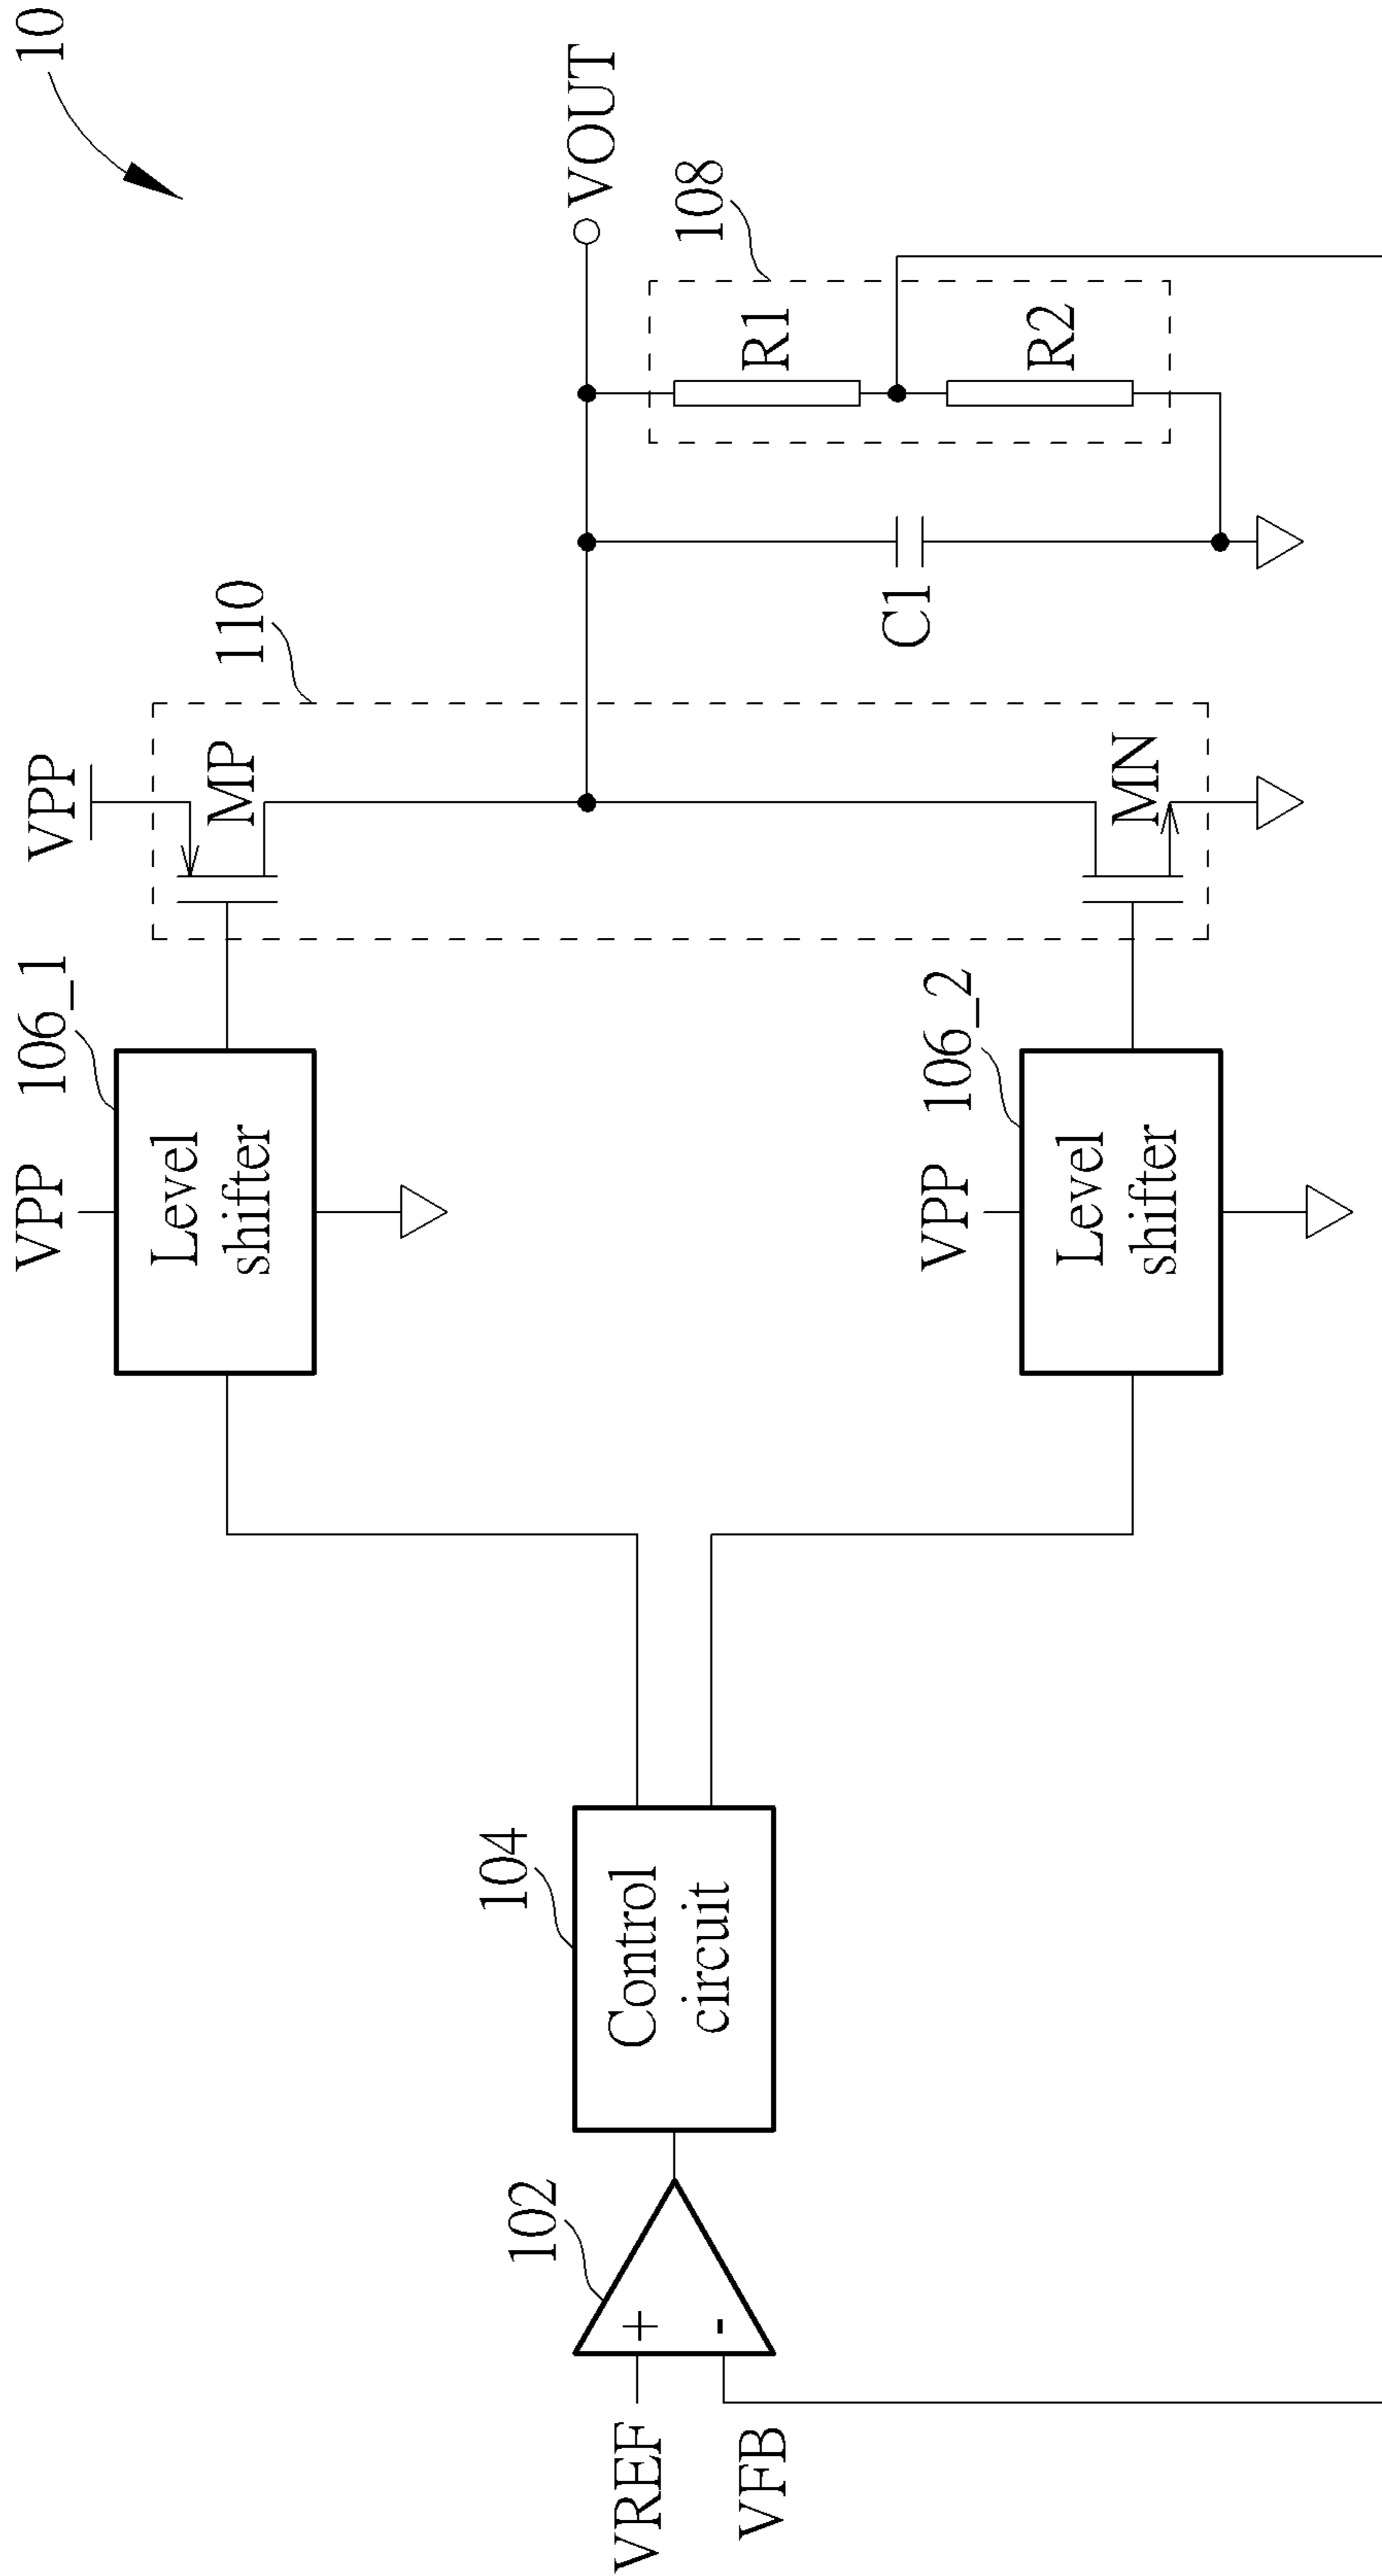 10
VPP
106_1
Level
shifter
VPP
MP
110
VOUT
108
R1
R2
C1
104
Control
circuit
102
+
-
VREF
VFB
VPP
106_2
Level
shifter
MN